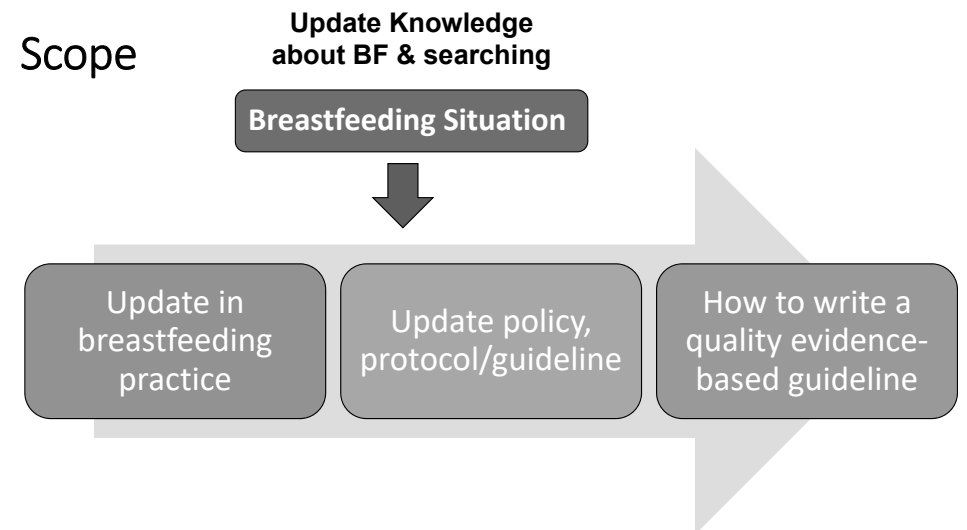 Scope
Update Knowledge
about BF & searching
Breastfeeding Situation
Update in
breastfeeding
practice
Update policy,
protocol/guideline
How to write a
quality evidence-
based guideline